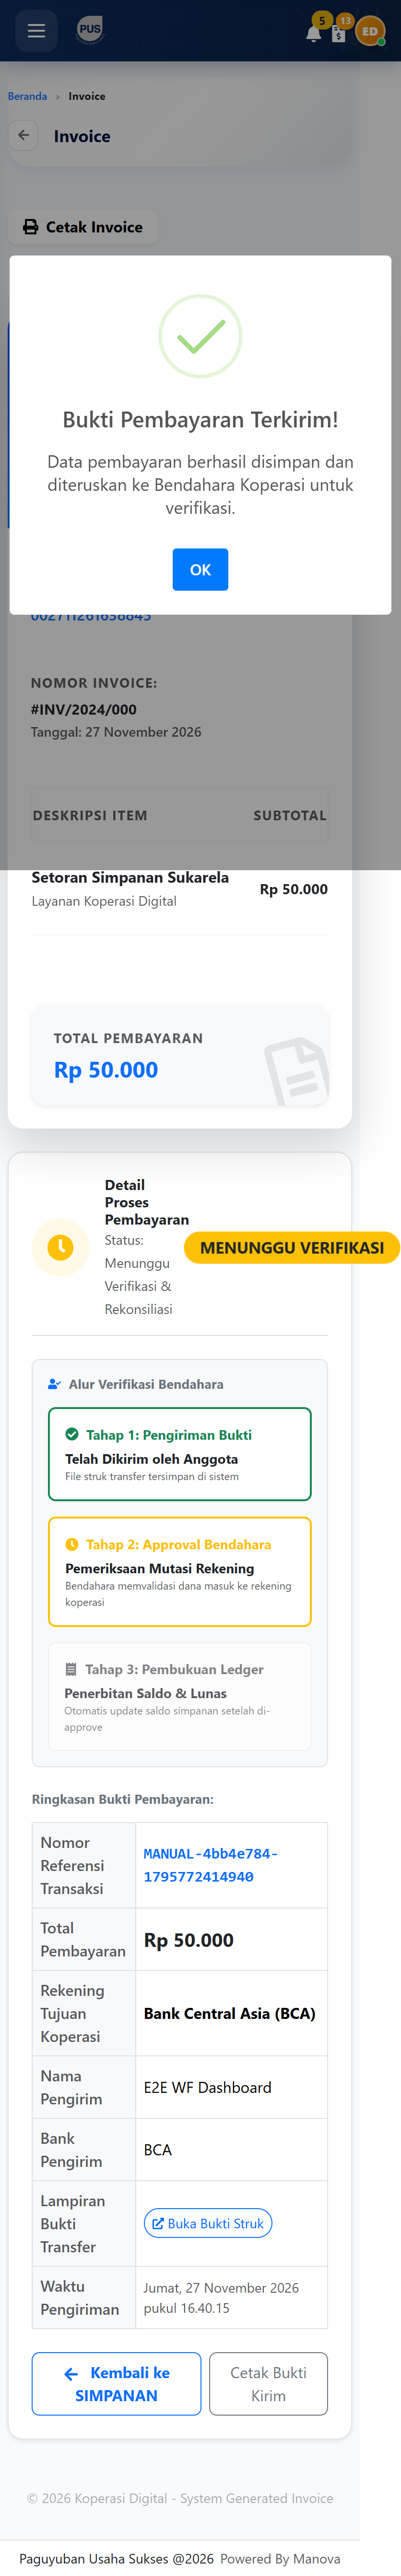 PUS
5
13
ED
Beranda > Invoice
Invoice
Cetak Invoice
Bukti Pembayaran Terkirim!
Data pembayaran berhasil disimpan dan
diteruskan ke Bendahara Koperasi untuk
verifikasi.
OK
002711261638845
NOMOR INVOICE:
#INV/2024/000
Tanggal: 27 November 2026
DESKRIPSI ITEM SUBTOTAL
Setoran Simpanan Sukarela
Layanan Koperasi Digital
Rp 50.000
TOTAL PEMBAYARAN
Rp 50.000
Detail
Proses
Pembayaran
Status:
Menunggu
Verifikasi &
Rekonsiliasi
MENUNGGU VERIFIKASI
Alur Verifikasi Bendahara
Tahap 1: Pengiriman Bukti
Telah Dikirim oleh Anggota
File struk transfer tersimpan di sistem
Tahap 2: Approval Bendahara
Pemeriksaan Mutasi Rekening
Bendahara memvalidasi dana masuk ke rekening
koperasi
Tahap 3: Pembukuan Ledger
Penerbitan Saldo & Lunas
Otomatis update saldo simpanan setelah di-
approve
Ringkasan Bukti Pembayaran:
Nomor
Referensi
Transaksi
MANUAL-4bb4e784-
1795772414940
Total
Pembayaran
Rp 50.000
Rekening
Tujuan
Koperasi
Bank Central Asia (BCA)
Nama
Pengirim
E2E WF Dashboard
Bank
Pengirim
BCA
Lampiran
Bukti
Transfer
Buka Bukti Struk
Waktu
Pengiriman
Jumat, 27 November 2026
pukul 16.40.15
Kembali ke
SIMPANAN
Cetak Bukti
Kirim
© 2026 Koperasi Digital - System Generated Invoice
Paguyuban Usaha Sukses @2026 Powered By Manova